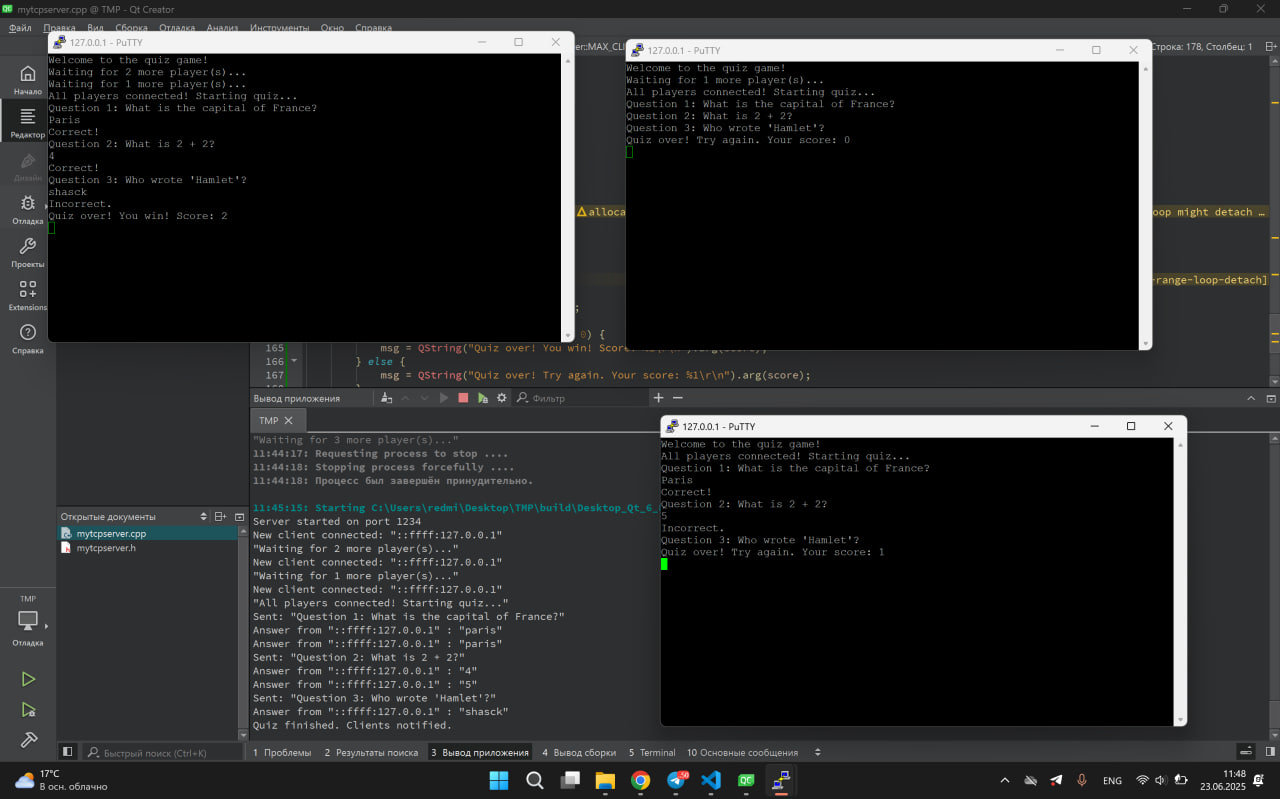 mytcpserver.cpp @ TMP - Qt Creator
Файл Правка Вид Сборка Отладка Анализ Инструменты Окно Справка
er::MAX_CLI
Строка: 178, Столбец: 1
Начало
Редактор
Дизайн
Отладка
Проекты
Extensions
Справка
127.0.0.1 - PuTTY
Welcome to the quiz game!
Waiting for 2 more player(s)...
Waiting for 1 more player(s)...
All players connected! Starting quiz...
Question 1: What is the capital of France?
Paris
Correct!
Question 2: What is 2 + 2?
4
Correct!
Question 3: Who wrote 'Hamlet'?
shasck
Incorrect.
Quiz over! You win! Score: 2
127.0.0.1 - PuTTY
Welcome to the quiz game!
Waiting for 1 more player(s)...
All players connected! Starting quiz...
Question 1: What is the capital of France?
Question 2: What is 2 + 2?
Question 3: Who wrote 'Hamlet'?
Quiz over! Try again. Your score: 0
alloca
oop might detach …
-range-loop-detach]
;
0) {
165 msg = QString("Quiz over! You win! Score: %1\r\n").arg(score);
166 } else {
167 msg = QString("Quiz over! Try again. Your score: %1\r\n").arg(score);
168 }
Вывод приложения
Фильтр
TMP
"Waiting for 3 more player(s)..."
11:44:17: Requesting process to stop ....
11:44:18: Stopping process forcefully ....
11:44:18: Процесс был завершён принудительно.
11:45:15: Starting C:\Users\redmi\Desktop\TMP\build\Desktop_Qt_6_
Server started on port 1234
New client connected: "::ffff:127.0.0.1"
"Waiting for 2 more player(s)..."
New client connected: "::ffff:127.0.0.1"
"Waiting for 1 more player(s)..."
New client connected: "::ffff:127.0.0.1"
"All players connected! Starting quiz..."
Sent: "Question 1: What is the capital of France?"
Answer from "::ffff:127.0.0.1" : "paris"
Answer from "::ffff:127.0.0.1" : "paris"
Sent: "Question 2: What is 2 + 2?"
Answer from "::ffff:127.0.0.1" : "4"
Answer from "::ffff:127.0.0.1" : "5"
Sent: "Question 3: Who wrote 'Hamlet'?"
Answer from "::ffff:127.0.0.1" : "shasck"
Quiz finished. Clients notified.
127.0.0.1 - PuTTY
Welcome to the quiz game!
All players connected! Starting quiz...
Question 1: What is the capital of France?
Paris
Correct!
Question 2: What is 2 + 2?
5
Incorrect.
Question 3: Who wrote 'Hamlet'?
Quiz over! Try again. Your score: 1
Открытые документы
mytcpserver.cpp
mytcpserver.h
TMP
Отладка
Быстрый поиск (Ctrl+K)
1 Проблемы 2 Результаты поиска 3 Вывод приложения 4 Вывод сборки 5 Terminal 10 Основные сообщения
17°C
В осн. облачно
QC
50
ENG
11:48
23.06.2025